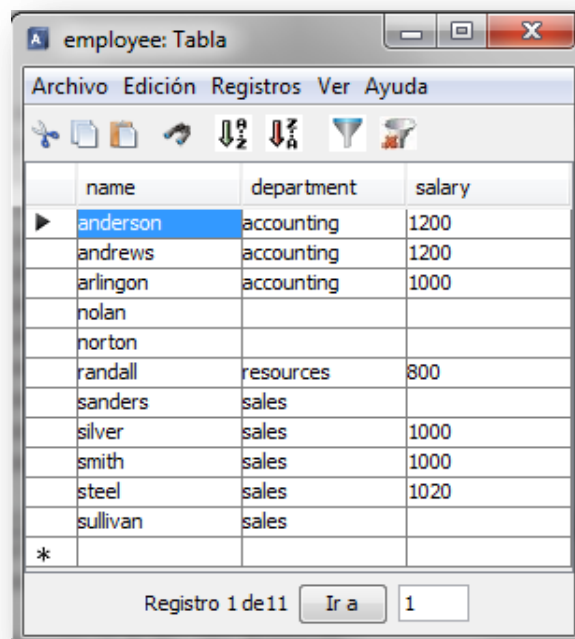 employee: Tabla
Archivo Edición Registros Ver Ayuda
name department salary
anderson accounting 1200
andrews accounting 1200
arlingon accounting 1000
nolan
norton
randall resources 800
sanders sales
silver sales 1000
smith sales 1000
steel sales 1020
sullivan sales
*
Registro 1 de11 Ir a 1